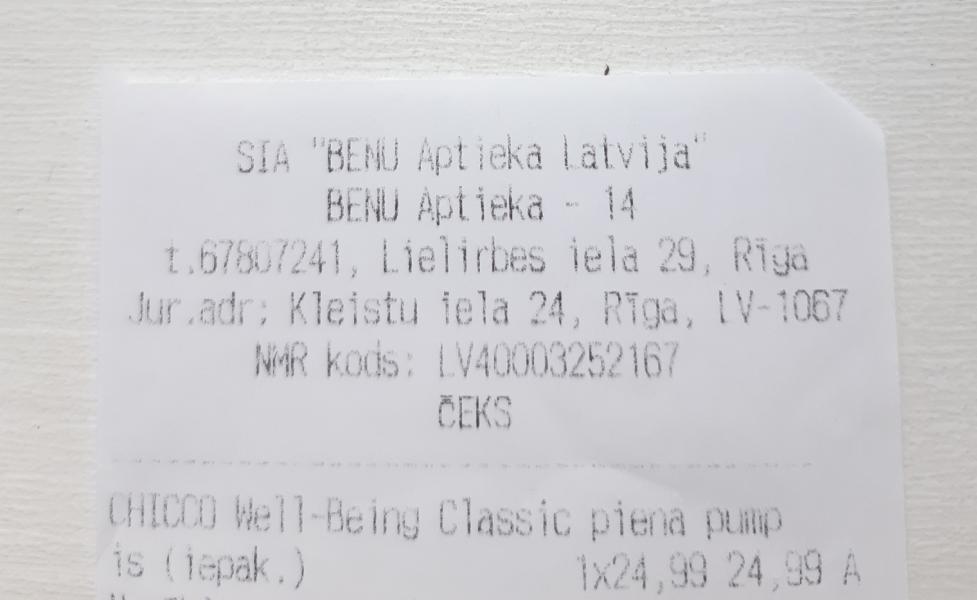 SIA "BENU Aptieka Latvija"
BENU Aptieka - 14
t.67807241, Lielirbes iela 29, Rīga
Jur.adr: Kleistu iela 24, Rīga, LV-1067
NMR kods: LV40003252167
ČEKS
CHICCO Well-Being Classic piena pump
is (iepak.) 1x24,99 24,99 A